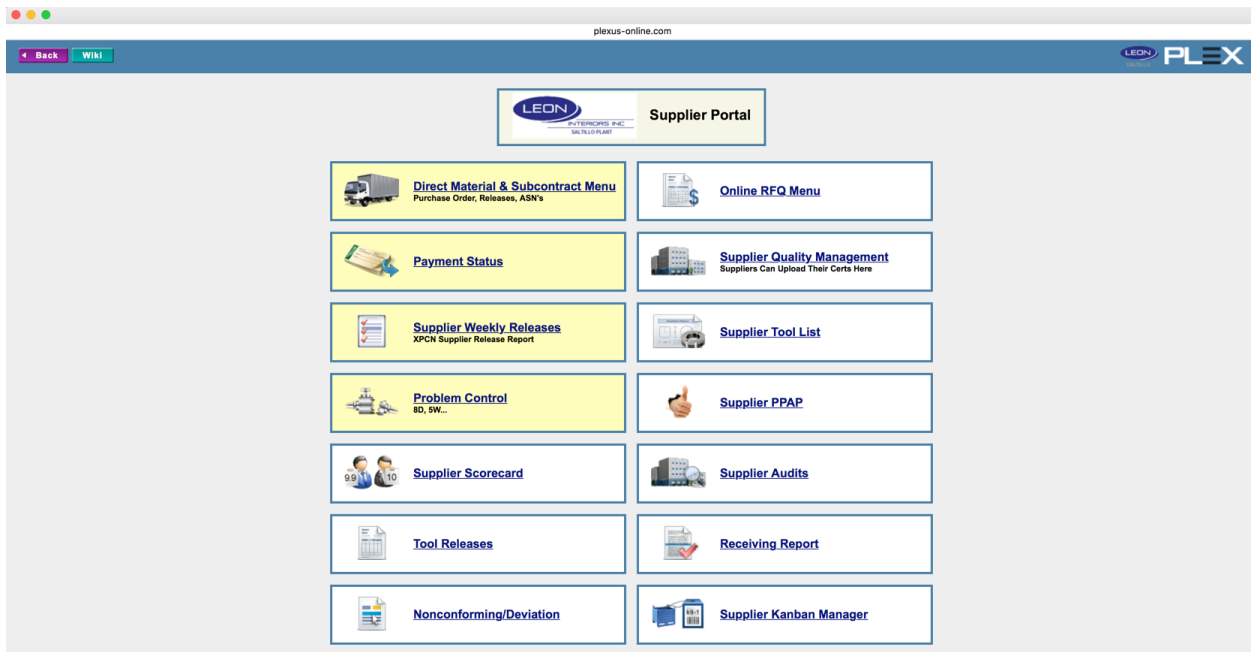 plexus-online.com
Back
Wiki
LEON
PLEX
LEON
INTERIORS INC
SALTILLO PLANT
Supplier Portal
Direct Material & Subcontract Menu
Purchase Order, Releases, ASN's
Online RFQ Menu
Payment Status
Supplier Quality Management
Suppliers Can Upload Their Certs Here
Supplier Weekly Releases
XPCN Supplier Release Report
Supplier Tool List
Problem Control
8D, 5W...
Supplier PPAP
9.9
10
Supplier Scorecard
Supplier Audits
Tool Releases
Receiving Report
Nonconforming/Deviation
Supplier Kanban Manager